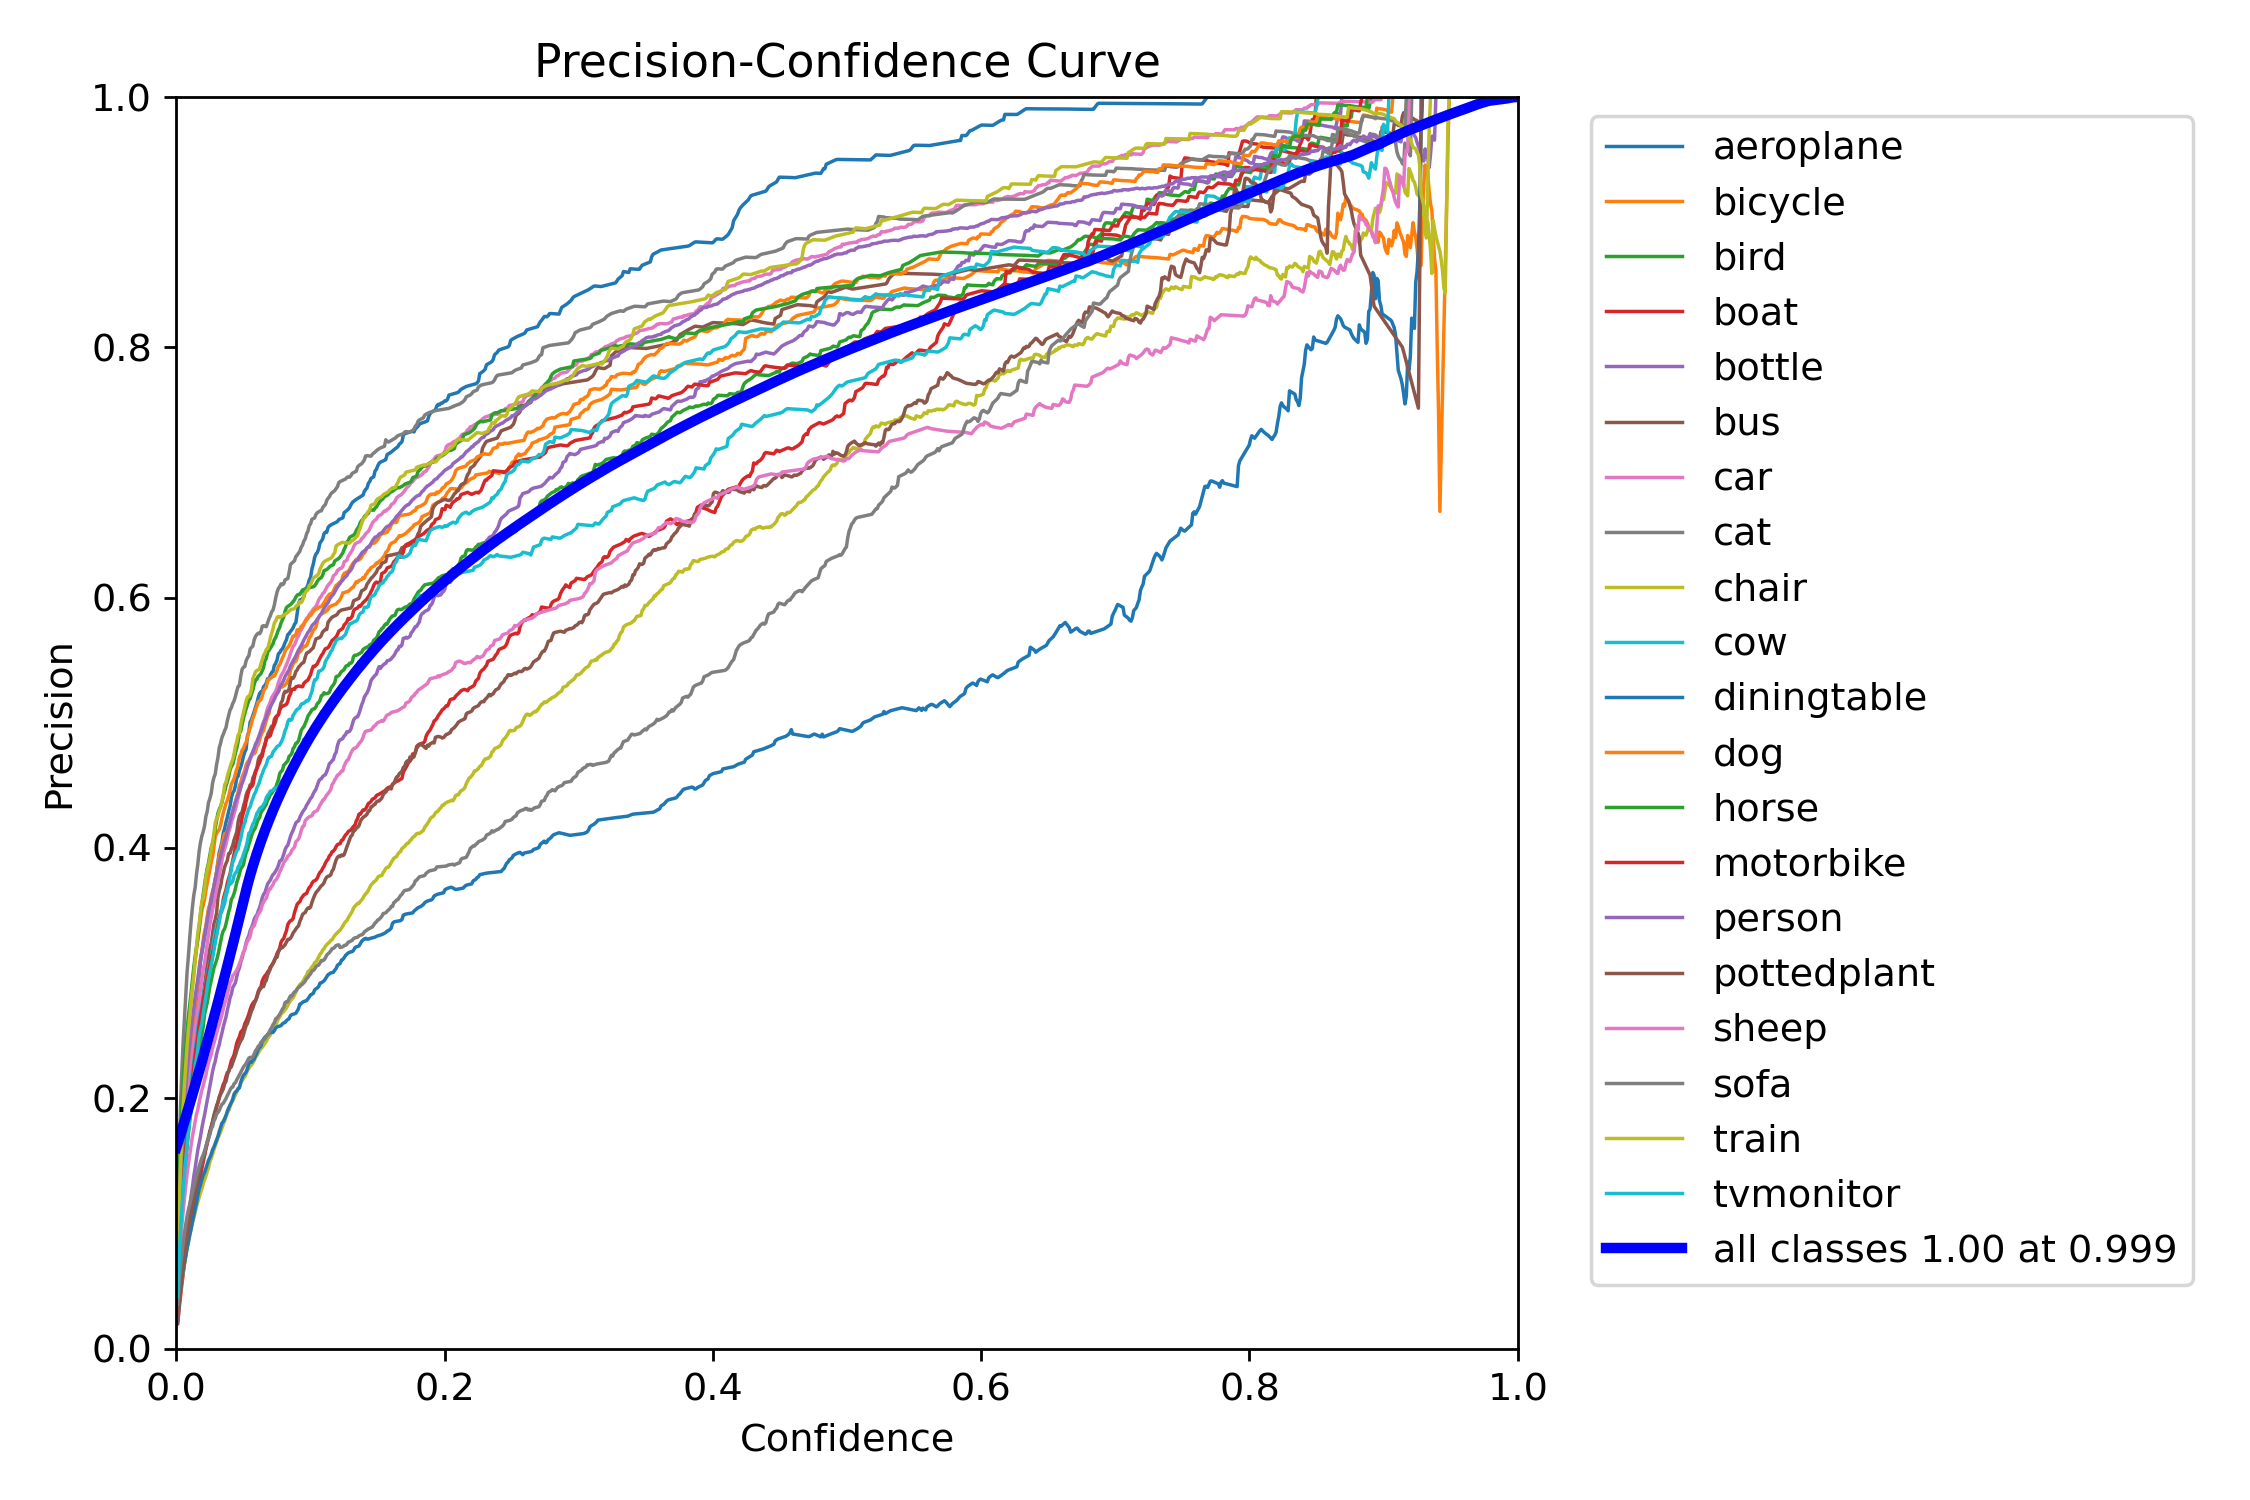 Precision-Confidence Curve
1.0
0.8
0.6
0.4
0.2
0.0
Precision
0.0 0.2 0.4 0.6 0.8 1.0
Confidence
aeroplane
bicycle
bird
boat
bottle
bus
car
cat
chair
cow
diningtable
dog
horse
motorbike
person
pottedplant
sheep
sofa
train
tvmonitor
all classes 1.00 at 0.999